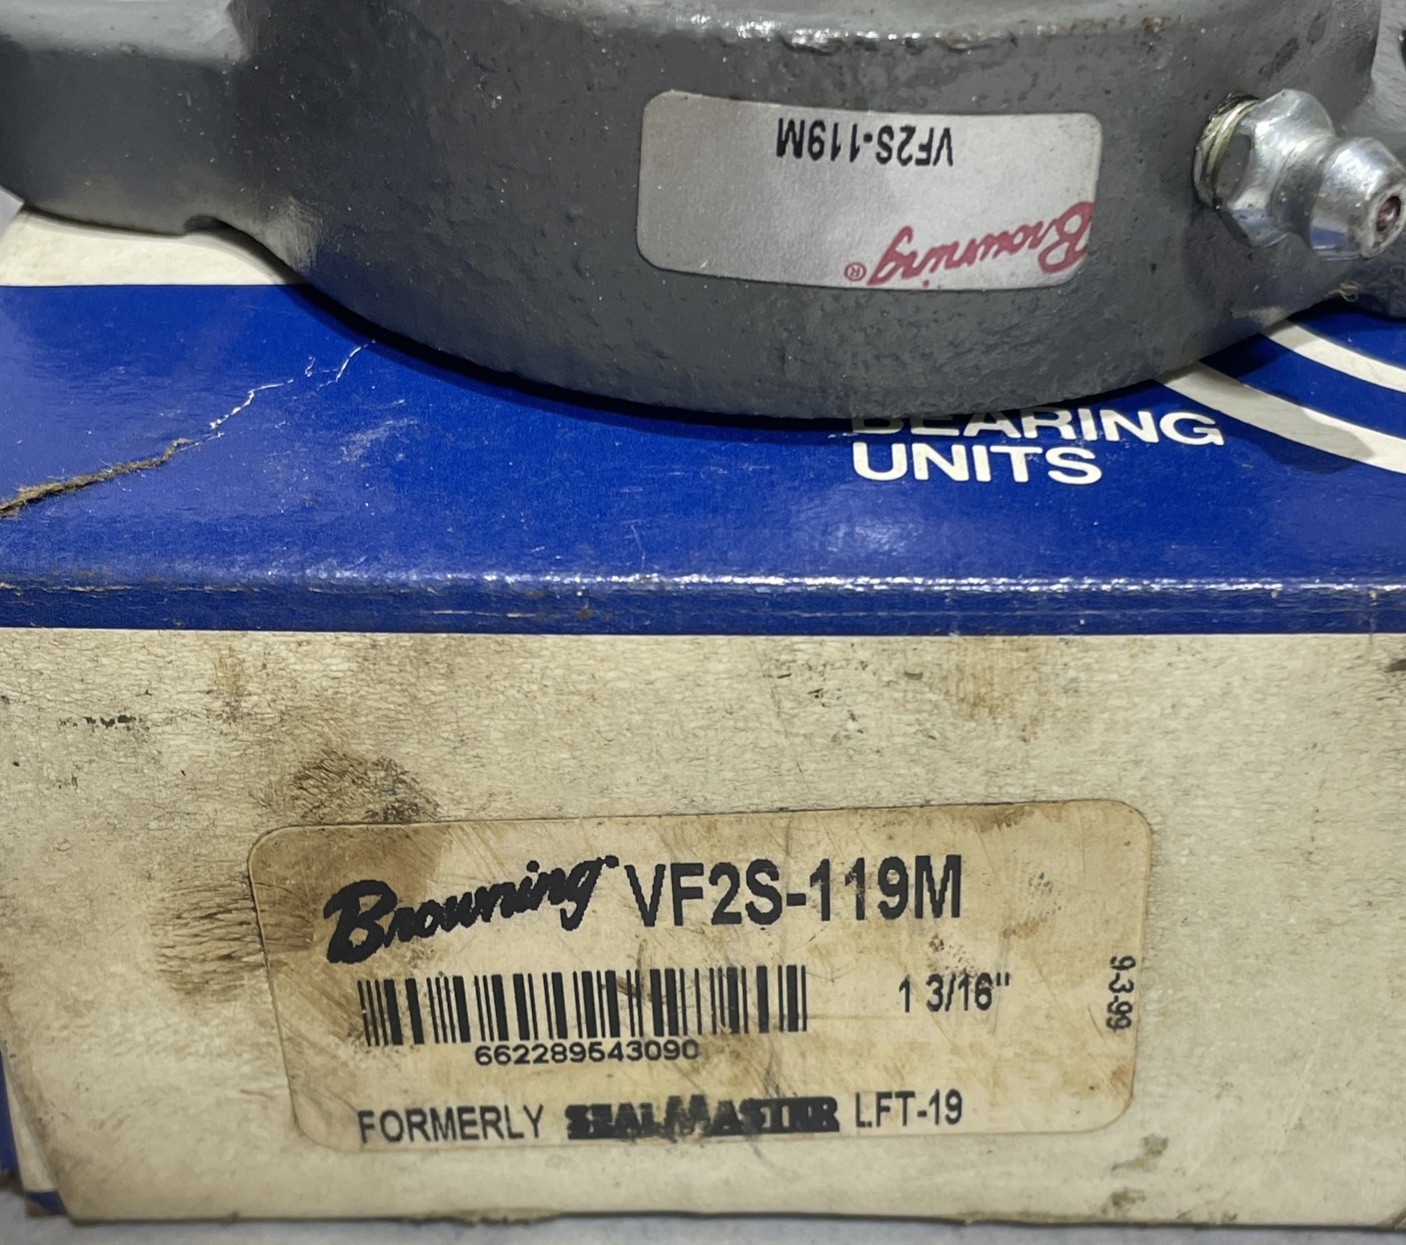 VF2S-119M
Browning®
BEARING
UNITS
Browning VF2S-119M
1 3/16"
9-3-99
662289543090
FORMERLY SEALMASTER LFT-19